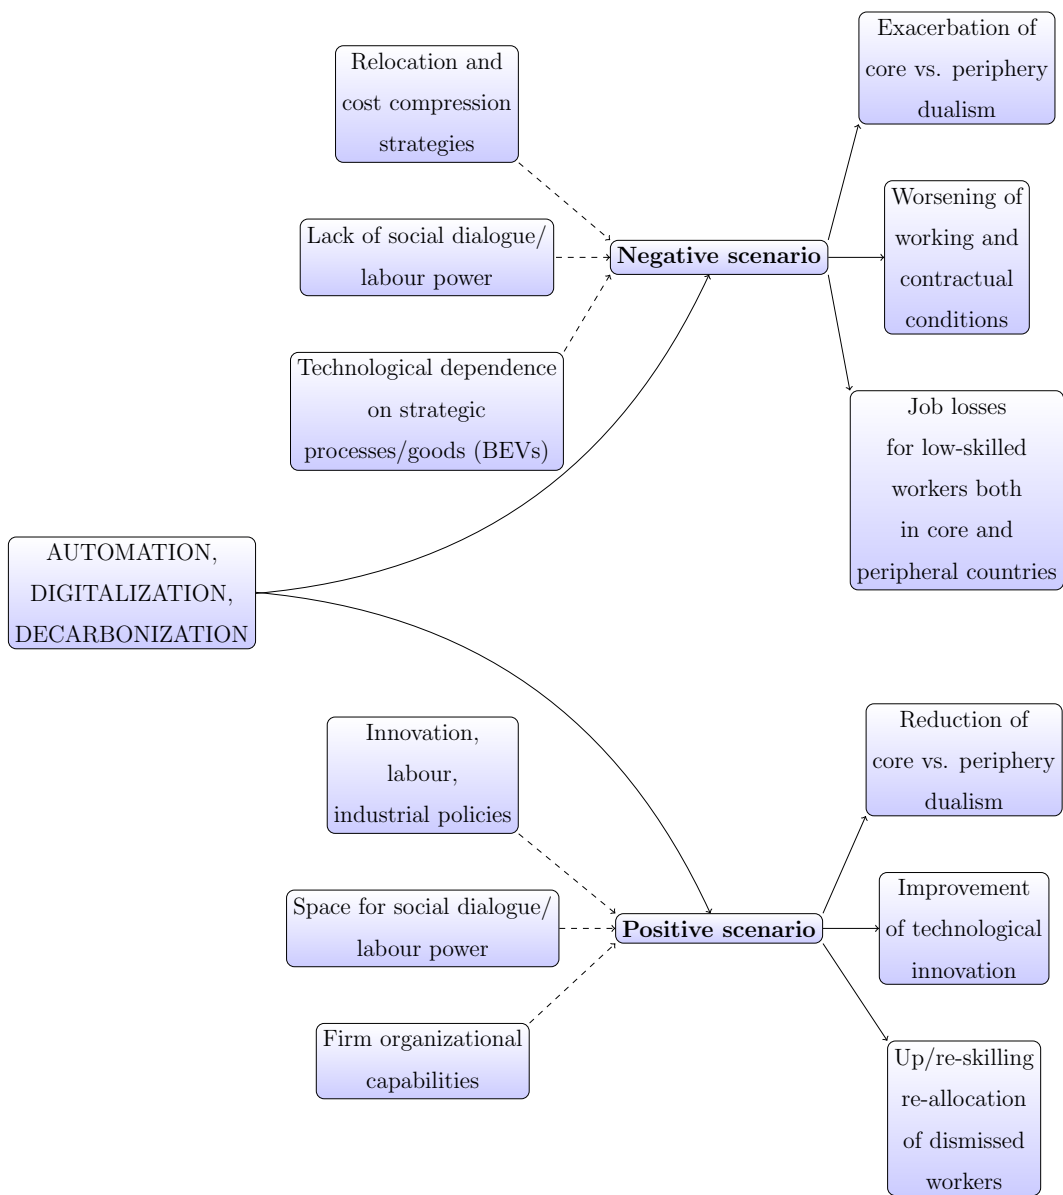 Exacerbation of
core vs. periphery
dualism
Relocation and
cost compression
strategies
Worsening of
working and
contractual
conditions
Lack of social dialogue/
labour power
Negative scenario
Technological dependence
on strategic
processes/goods (BEVs)
Job losses
for low-skilled
workers both
in core and
peripheral countries
AUTOMATION,
DIGITALIZATION,
DECARBONIZATION
Innovation,
labour,
industrial policies
Reduction of
core vs. periphery
dualism
Space for social dialogue/
labour power
Positive scenario
Improvement
of technological
innovation
Firm organizational
capabilities
Up/re-skilling
re-allocation
of dismissed
workers